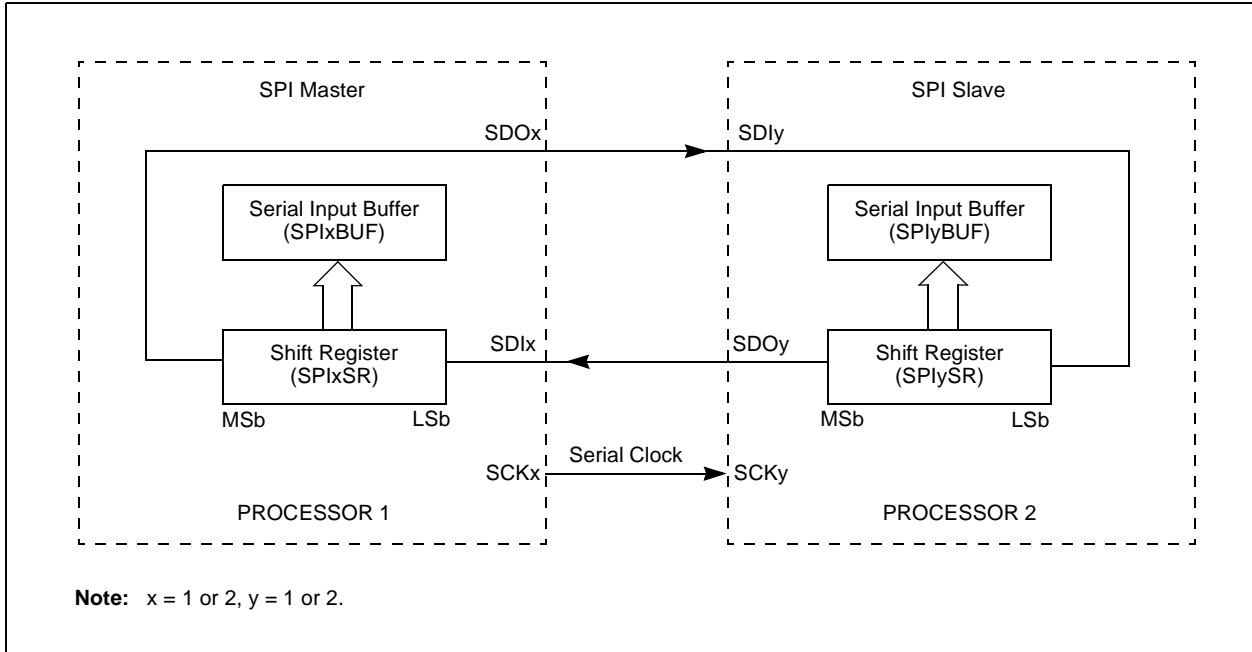 SPI Master
SPI Slave
SDOx
SDIy
Serial Input Buffer
(SPIxBUF)
Serial Input Buffer
(SPIyBUF)
Shift Register
(SPIxSR)
SDIx
SDOy
Shift Register
(SPIySR)
MSb
LSb
MSb
LSb
Serial Clock
SCKx
SCKy
PROCESSOR 1
PROCESSOR 2
Note: x = 1 or 2, y = 1 or 2.